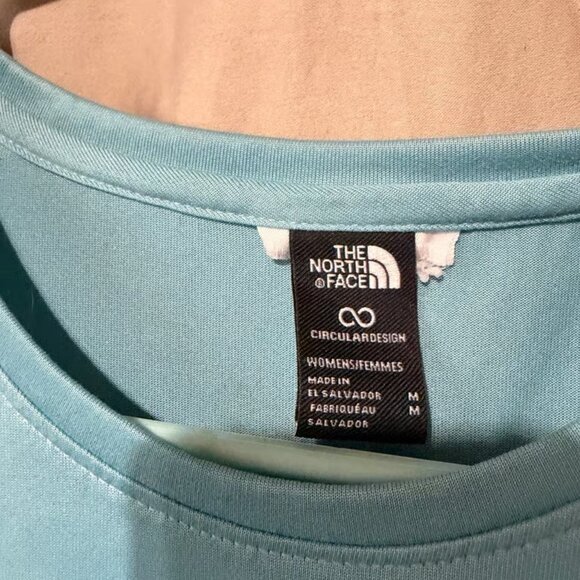 THE
NORTH
® FACE
CIRCULARDESIGN
WOMENS/FEMMES
MADE IN
EL SALVADOR M
FABRIQUÉ AU M
SALVADOR